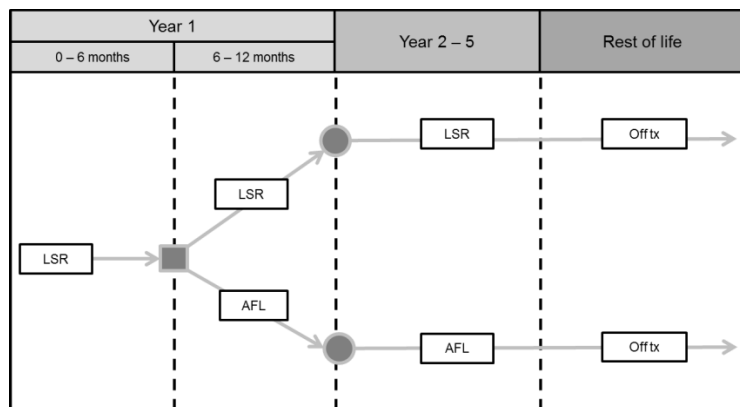 Year 1
Year 2 – 5
Rest of life
0 – 6 months
6 – 12 months
LSR
Off tx
LSR
LSR
AFL
AFL
Off tx